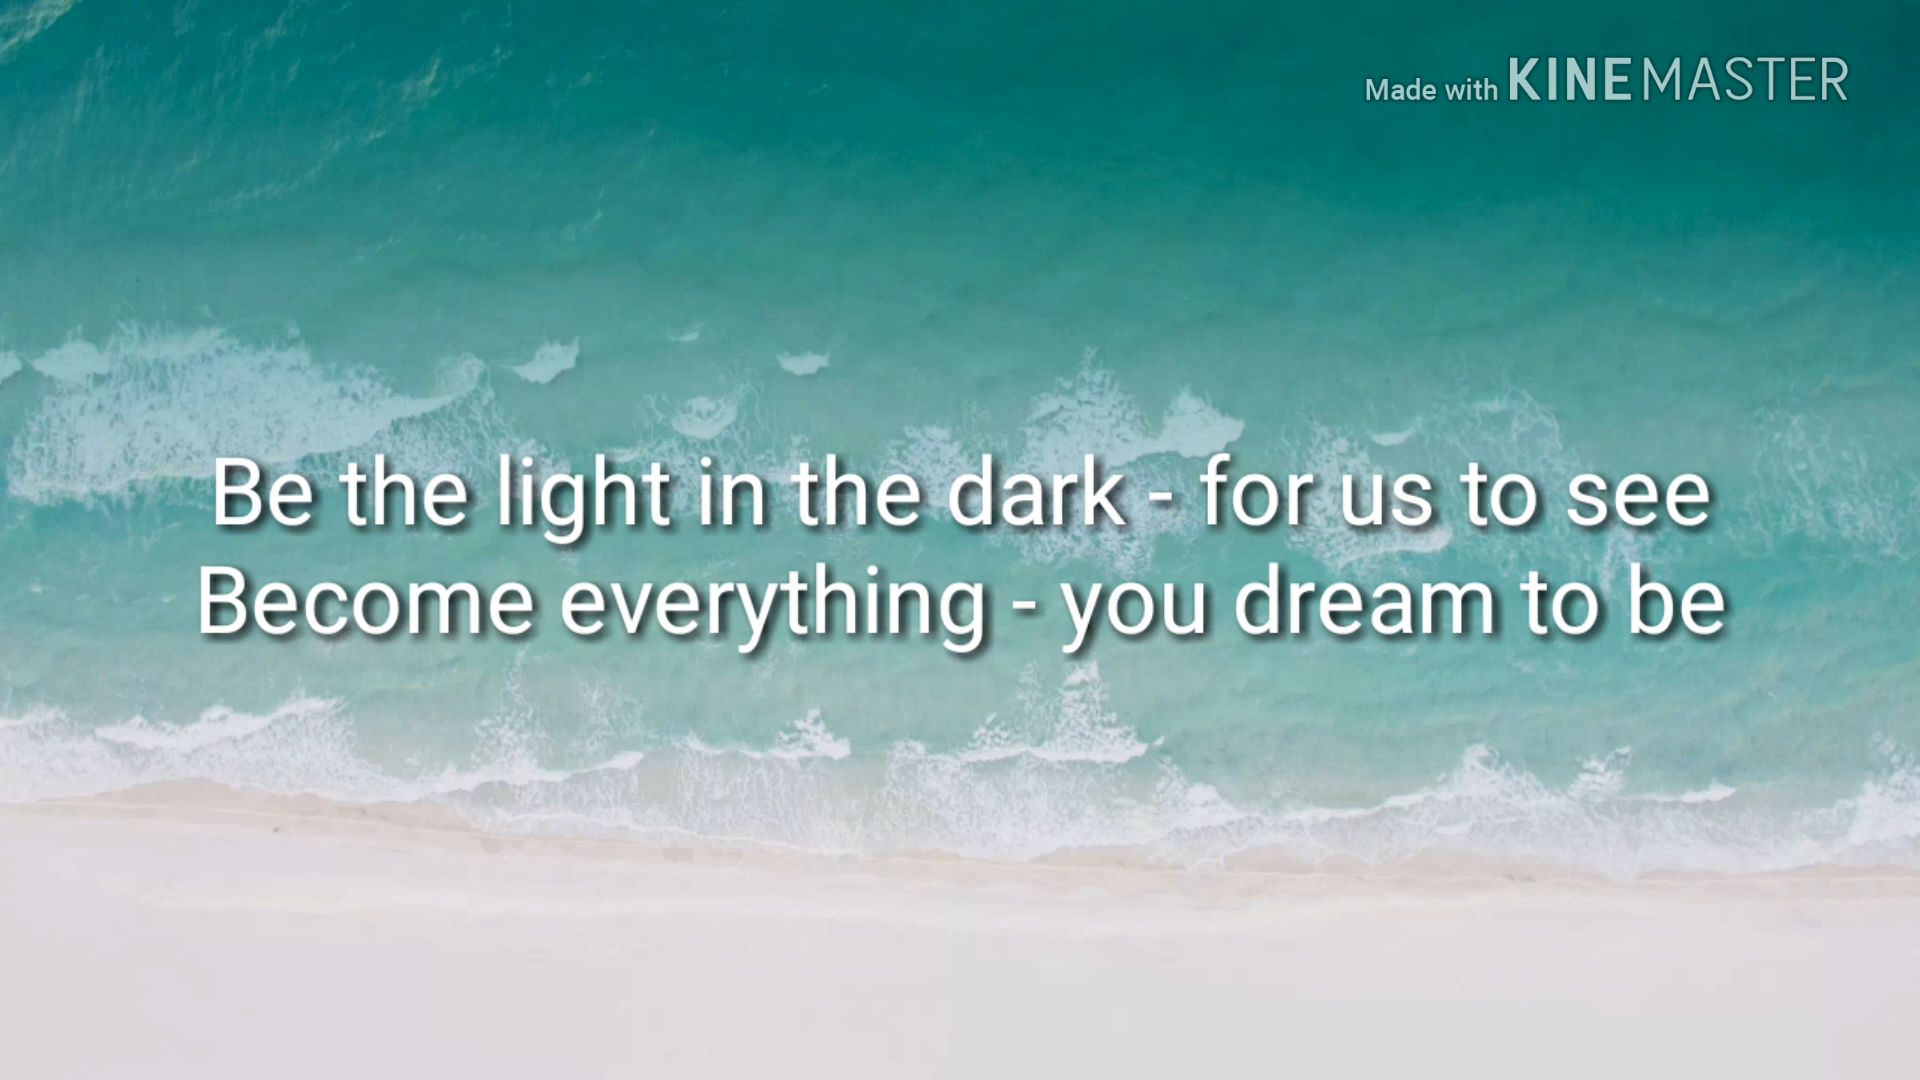 Made with KINEMASTER
Be the light in the dark - for us to see
Become everything - you dream to be